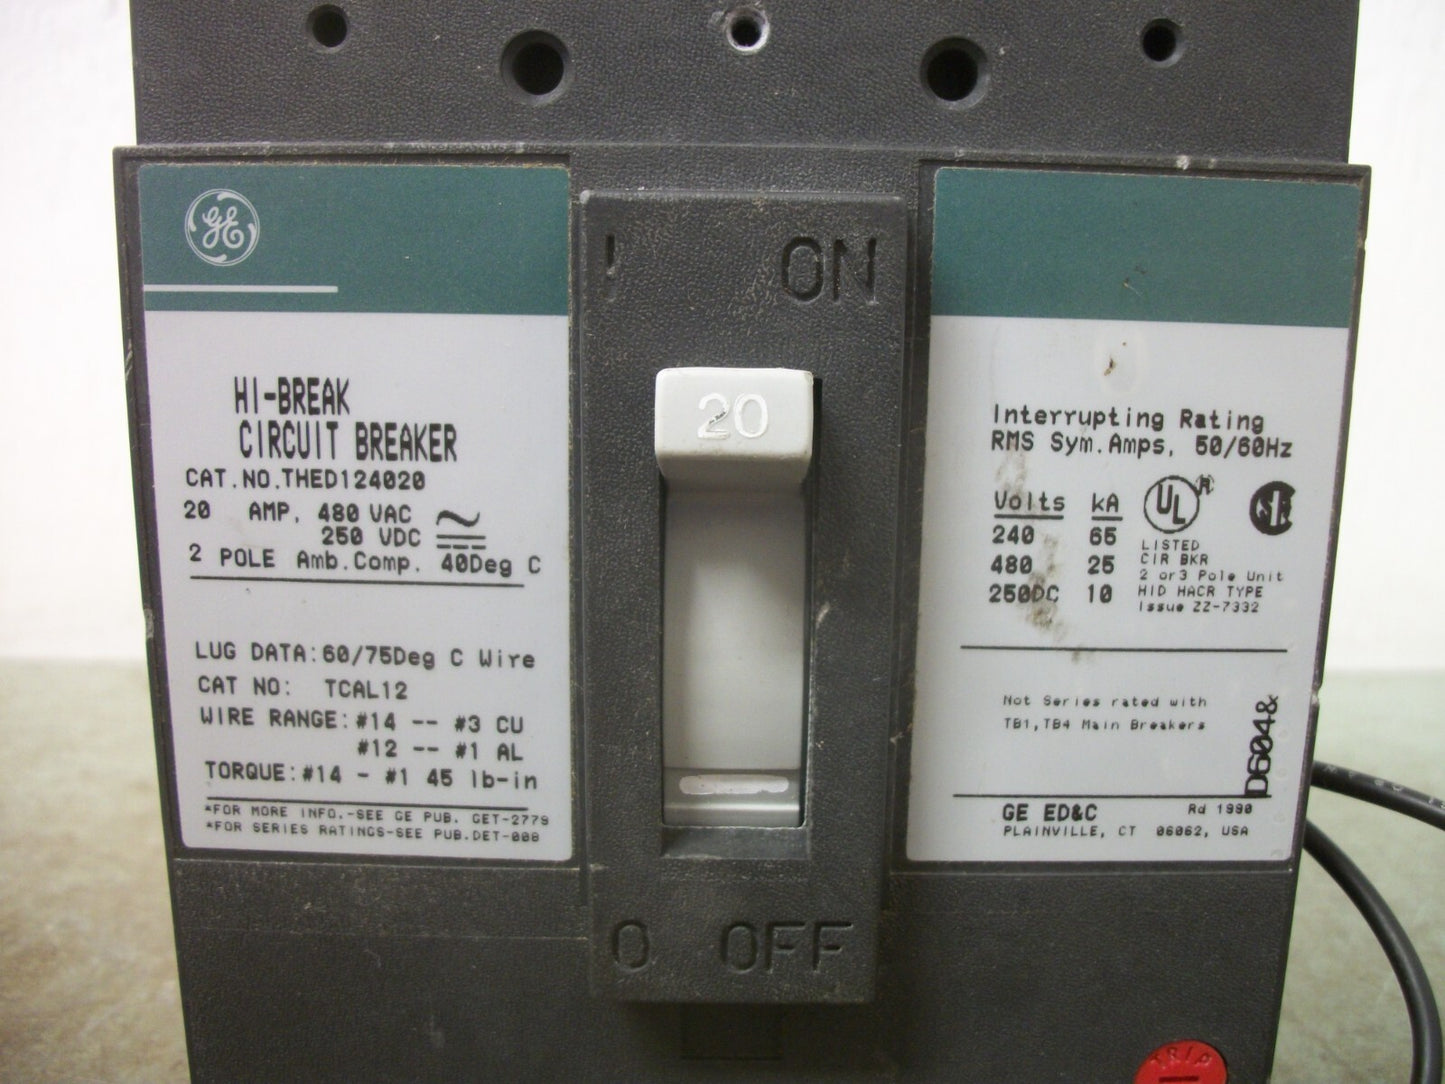 GE
HI-BREAK
CIRCUIT BREAKER
CAT.NO.THED124020
20 AMP, 480 VAC
250 VDC
2 POLE Amb.Comp. 40Deg C
LUG DATA:60/75Deg C Wire
CAT NO: TCAL12
WIRE RANGE:#14 -- #3 CU
#12 -- #1 AL
TORQUE:#14 - #1 45 lb-in
*FOR MORE INFO.-SEE GE PUB. GET-2779
*FOR SERIES RATINGS-SEE PUB.DET-008
I ON
20
O OFF
Interrupting Rating
RMS Sym.Amps, 50/60Hz
Volts kA
240 65
480 25
250DC 10
UL
LISTED
CIR BKR
2 or3 Pole Unit
HID HACR TYPE
Issue ZZ-7332
Not Series rated with
TB1,TB4 Main Breakers
D604&
GE ED&C Rd 1990
PLAINVILLE, CT 06062, USA
TRIP